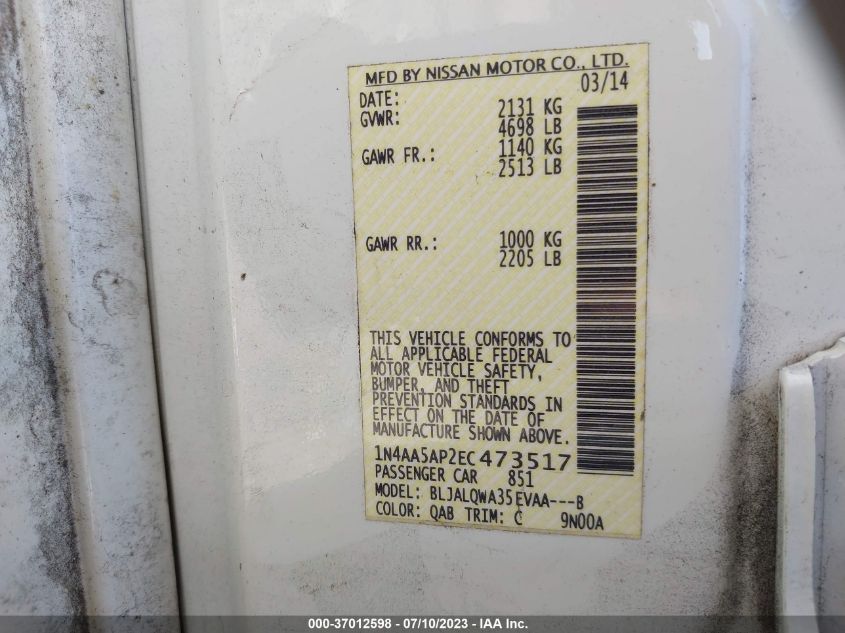 MFD BY NISSAN MOTOR CO., LTD.
DATE: 03/14
GVWR: 2131 KG
4698 LB
GAWR FR.: 1140 KG
2513 LB
GAWR RR.: 1000 KG
2205 LB
THIS VEHICLE CONFORMS TO
ALL APPLICABLE FEDERAL
MOTOR VEHICLE SAFETY,
BUMPER, AND THEFT
PREVENTION STANDARDS IN
EFFECT ON THE DATE OF
MANUFACTURE SHOWN ABOVE.
1N4AA5AP2EC473517
PASSENGER CAR 851
MODEL: BLJALQWA35EVAA---B
COLOR: QAB TRIM: C 9N00A
000-37012598 - 07/10/2023 - IAA Inc.